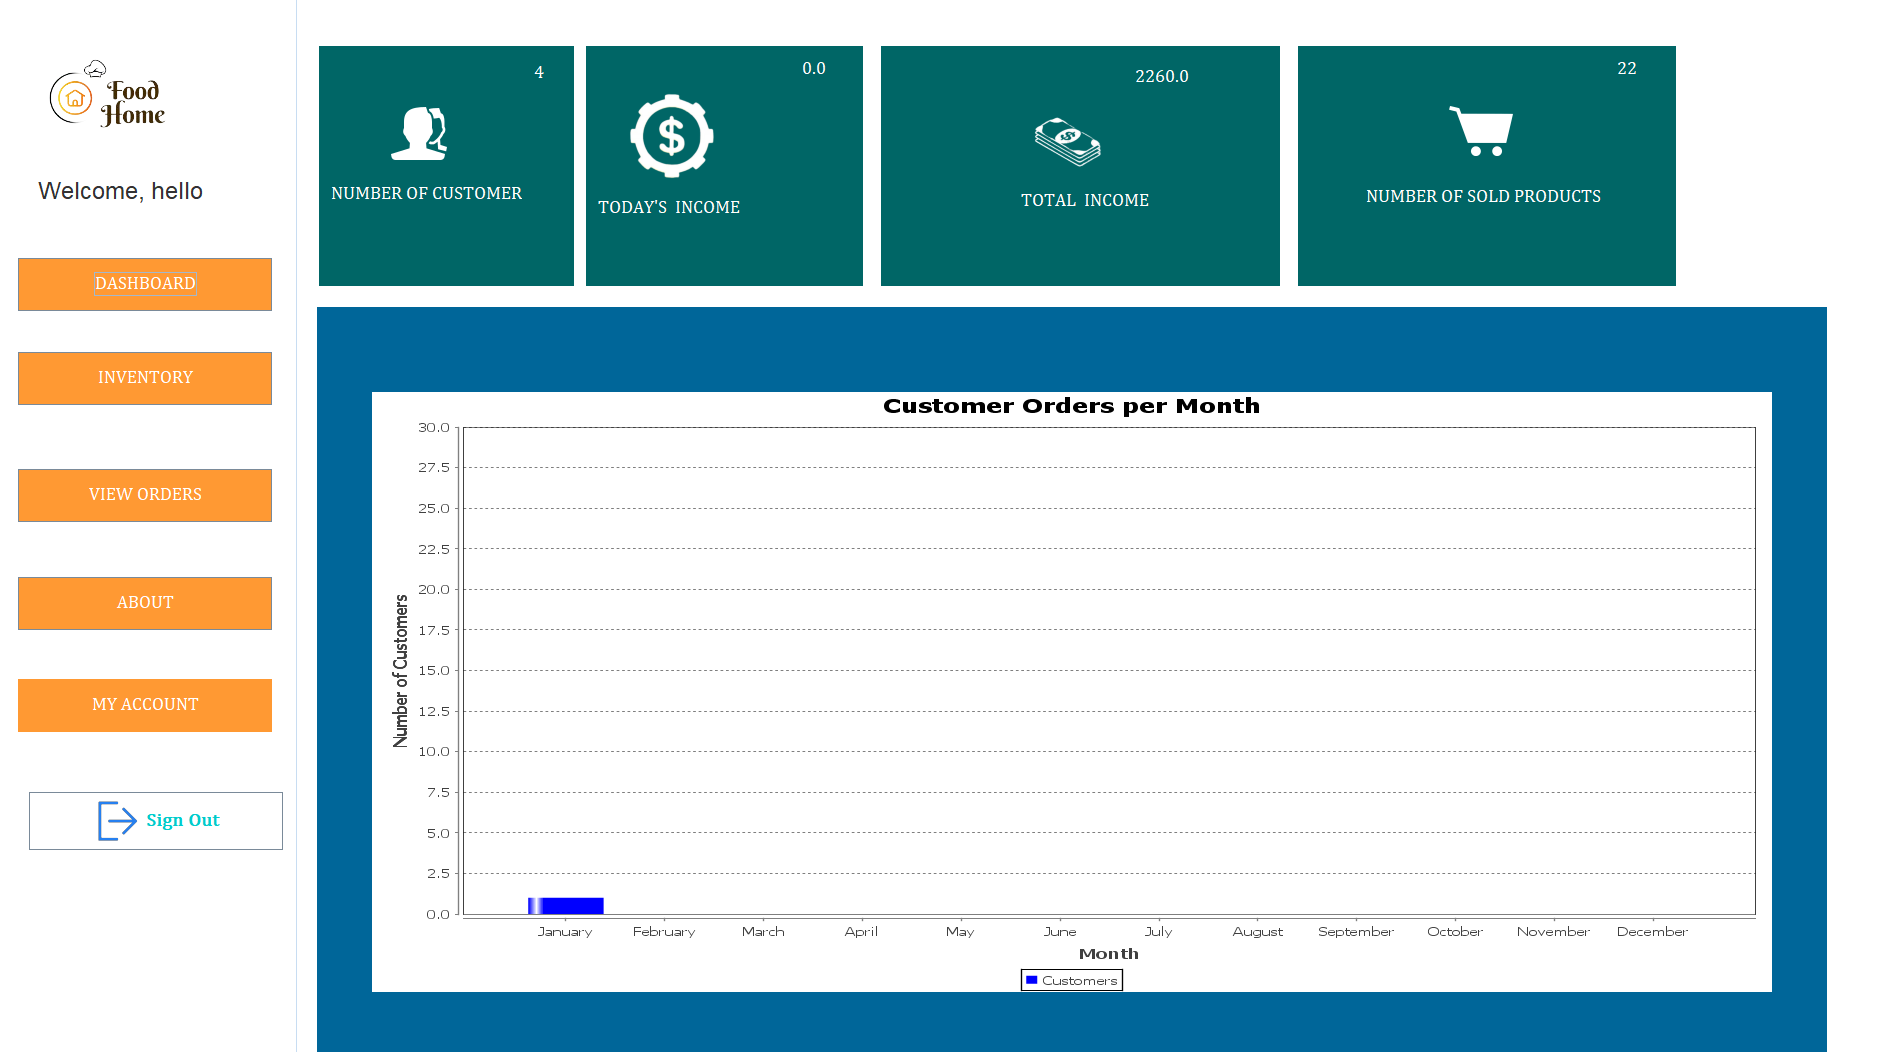 Food
Home
Welcome, hello
DASHBOARD
INVENTORY
VIEW ORDERS
ABOUT
MY ACCOUNT
Sign Out
4
NUMBER OF CUSTOMER
0.0
TODAY'S INCOME
2260.0
TOTAL INCOME
22
NUMBER OF SOLD PRODUCTS
Customer Orders per Month
Number of Customers
30.0
27.5
25.0
22.5
20.0
17.5
15.0
12.5
10.0
7.5
5.0
2.5
0.0
January February March April May June July August September October November December
Month
Customers